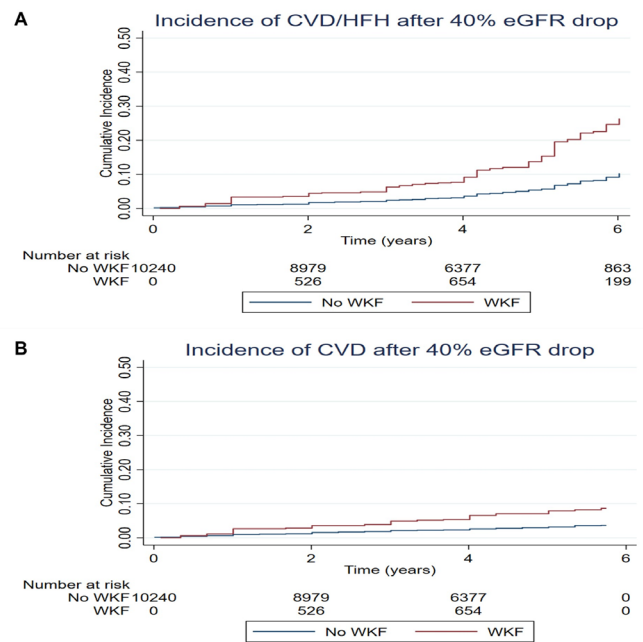 A
Incidence of CVD/HFH after 40% eGFR drop
Cumulative Incidence
0.50
0.40
0.30
0.20
0.10
0.00
0 2 4 6
Time (years)
Number at risk
No WKF 10240 8979 6377 863
WKF 0 526 654 199
No WKF WKF
B
Incidence of CVD after 40% eGFR drop
Cumulative Incidence
0.50
0.40
0.30
0.20
0.10
0.00
0 2 4 6
Time (years)
Number at risk
No WKF 10240 8979 6377 0
WKF 0 526 654 0
No WKF WKF